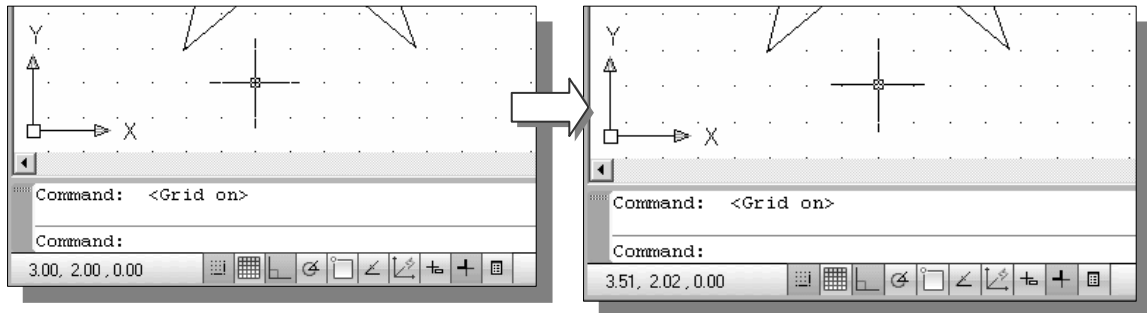 Y
X
Command: <Grid on>
Command:
3.00, 2.00 , 0.00
Y
X
Command: <Grid on>
Command:
3.51, 2.02 , 0.00